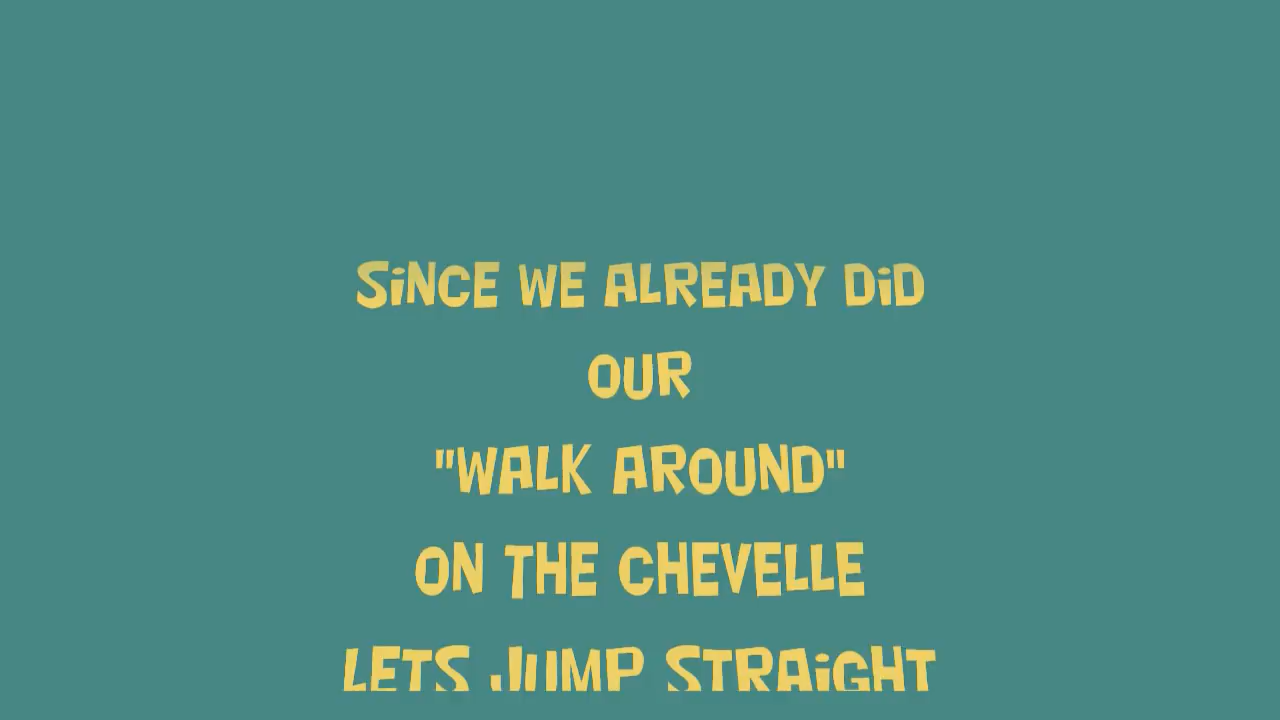 SiNCE WE ALREADY DiD
OUR
"WALK AROUND"
ON THE CHEVELLE
LETS JUMP STRAiGHT